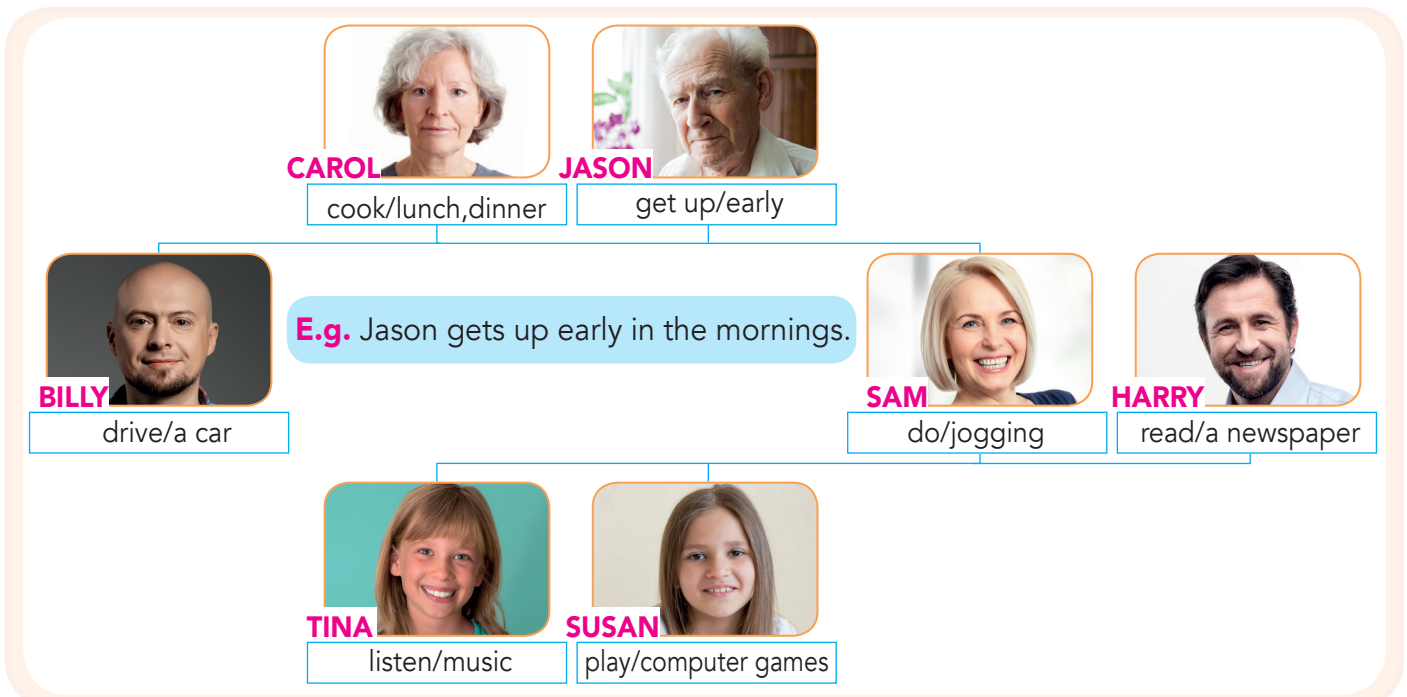 CAROL
JASON
cook/lunch,dinner
get up/early
E.g. Jason gets up early in the mornings.
BILLY
SAM
HARRY
drive/a car
do/jogging
read/a newspaper
TINA
SUSAN
listen/music
play/computer games